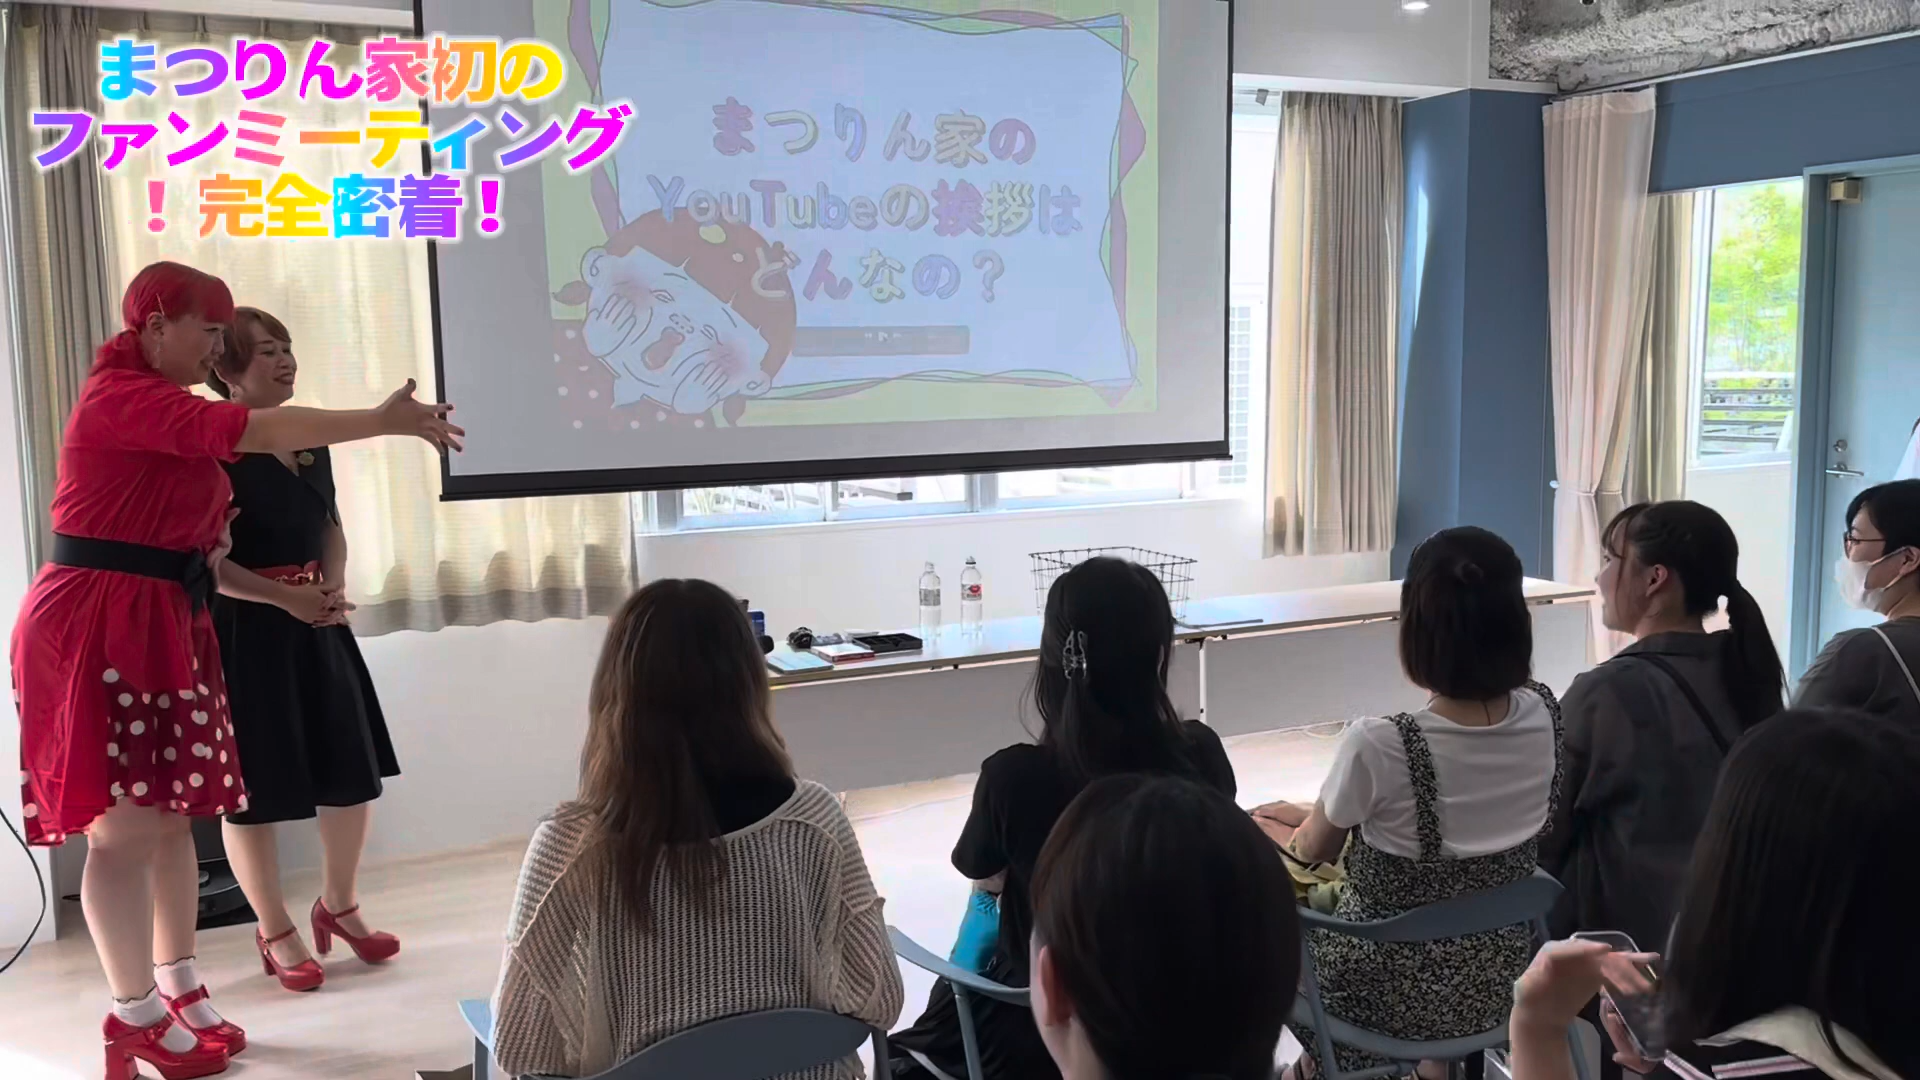 まつりん家初の
ファンミーティング
！完全密着！
まつりん家の
YouTubeの挨拶は
どんなの？